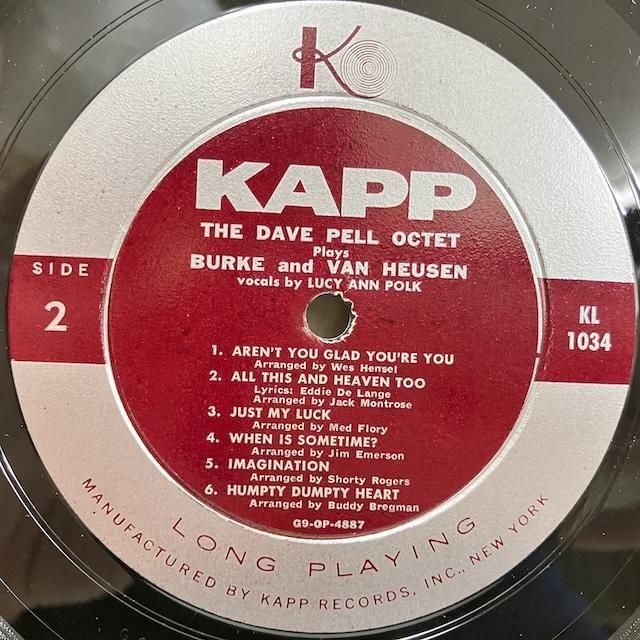 K
KAPP
THE DAVE PELL OCTET
Plays
BURKE and VAN HEUSEN
vocals by LUCY ANN POLK
SIDE
2
KL
1034
1. AREN'T YOU GLAD YOU'RE YOU
Arranged by Wes Hensel
2. ALL THIS AND HEAVEN TOO
Lyrics: Eddie De Lange
Arranged by Jack Montrose
3. JUST MY LUCK
Arranged by Med Flory
4. WHEN IS SOMETIME?
Arranged by Jim Emerson
5. IMAGINATION
Arranged by Shorty Rogers
6. HUMPTY DUMPTY HEART
Arranged by Buddy Bregman
G9-OP-4887
LONG PLAYING
MANUFACTURED BY KAPP RECORDS, INC., NEW YORK